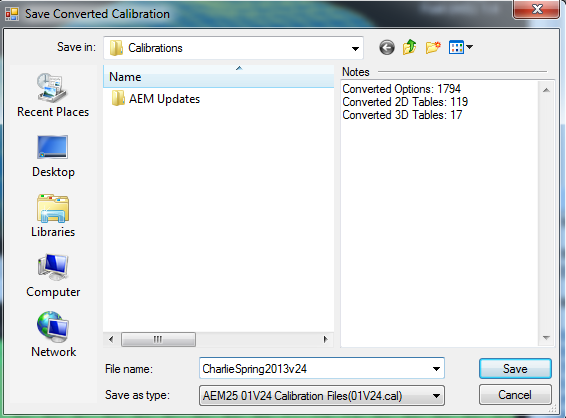 Save Converted Calibration
Save in: Calibrations
Recent Places
Desktop
Libraries
Computer
Network
Name
AEM Updates
Notes
Converted Options: 1794
Converted 2D Tables: 119
Converted 3D Tables: 17
File name: CharlieSpring2013v24
Save
Save as type: AEM25 01V24 Calibration Files(01V24.cal)
Cancel